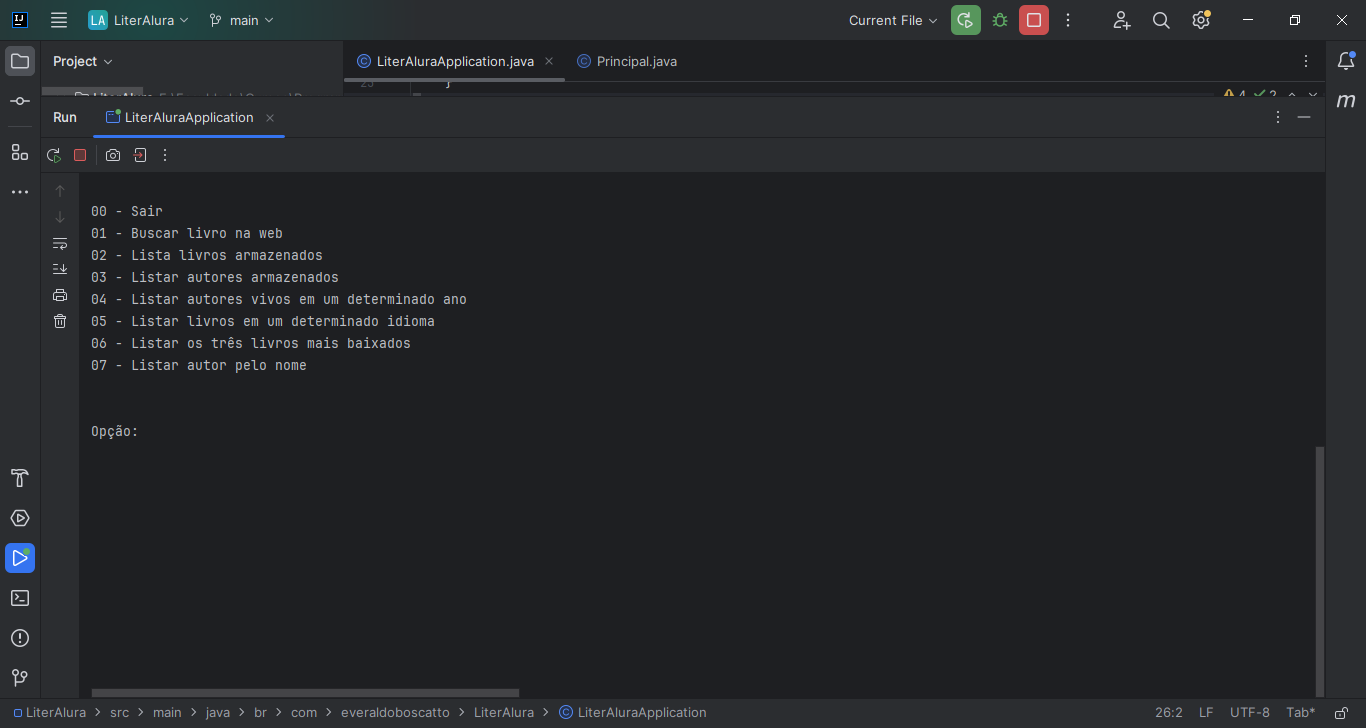 LA LiterAlura main Current File
Project LiterAluraApplication.java Principal.java
23 } 4 2
Run LiterAluraApplication
00 - Sair
01 - Buscar livro na web
02 - Lista livros armazenados
03 - Listar autores armazenados
04 - Listar autores vivos em um determinado ano
05 - Listar livros em um determinado idioma
06 - Listar os três livros mais baixados
07 - Listar autor pelo nome
Opção:
LiterAlura > src > main > java > br > com > everaldoboscatto > LiterAlura > LiterAluraApplication 26:2 LF UTF-8 Tab*